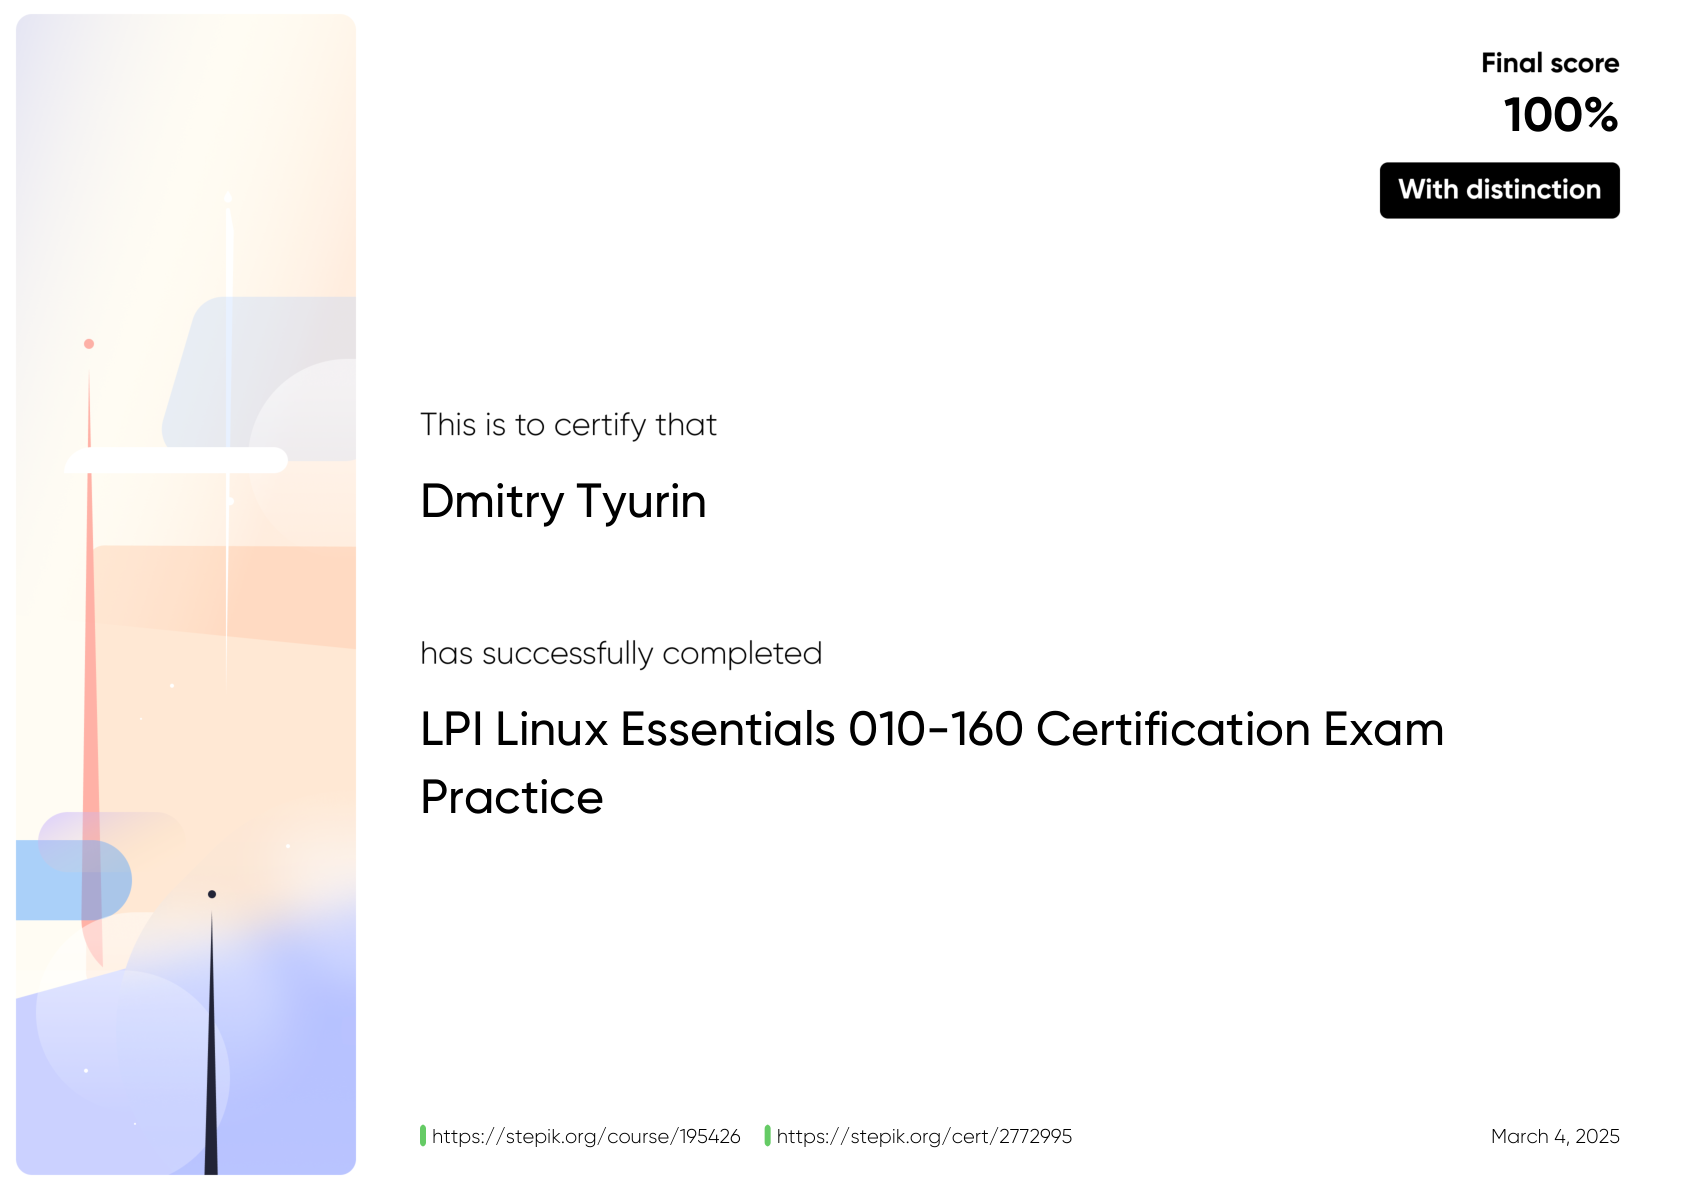 Final score
100%
With distinction
This is to certify that
Dmitry Tyurin
has successfully completed
LPI Linux Essentials 010-160 Certification Exam
Practice
https://stepik.org/course/195426 https://stepik.org/cert/2772995 March 4, 2025